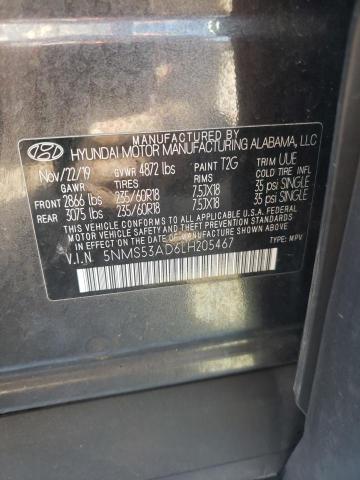 MANUFACTURED BY
HYUNDAI MOTOR MANUFACTURING ALABAMA, LLC
Nov/22/19 GVWR 4872 lbs PAINT T2G TRIM UUE
GAWR TIRES RIMS COLD TIRE INFL
FRONT 2866 lbs 235/60R18 7.5JX18 35 psi SINGLE
REAR 3075 lbs 235/60R18 7.5JX18 35 psi SINGLE
THIS VEHICLE CONFORMS TO ALL APPLICABLE U.S.A. FEDERAL
MOTOR VEHICLE SAFETY STANDARDS IN EFFECT ON THE
DATE OF MANUFACTURE SHOWN ABOVE.
V.I.N 5NMS53AD6LH205467 TYPE: MPV